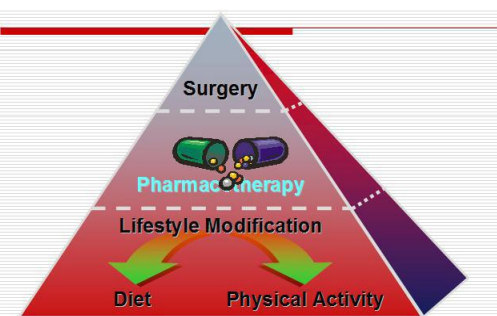 Surgery
Pharmacotherapy
Lifestyle Modification
Diet Physical Activity